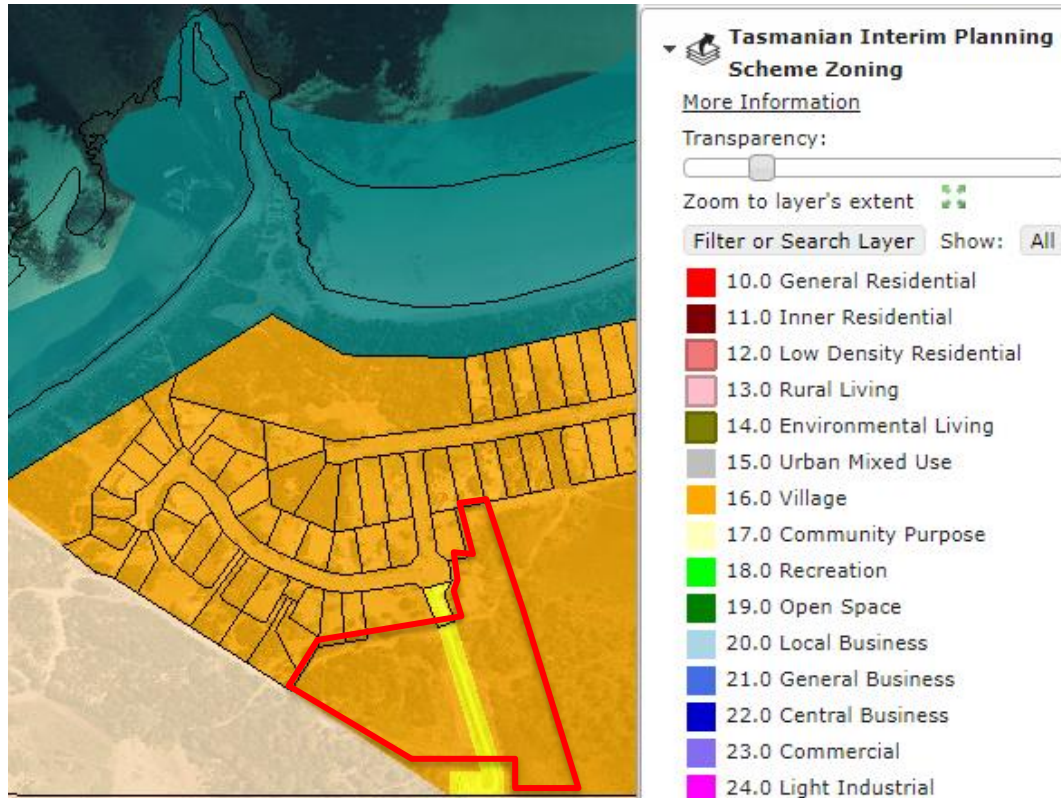 Tasmanian Interim Planning
Scheme Zoning
More Information
Transparency:
Zoom to layer's extent
Filter or Search Layer Show: All
10.0 General Residential
11.0 Inner Residential
12.0 Low Density Residential
13.0 Rural Living
14.0 Environmental Living
15.0 Urban Mixed Use
16.0 Village
17.0 Community Purpose
18.0 Recreation
19.0 Open Space
20.0 Local Business
21.0 General Business
22.0 Central Business
23.0 Commercial
24.0 Light Industrial